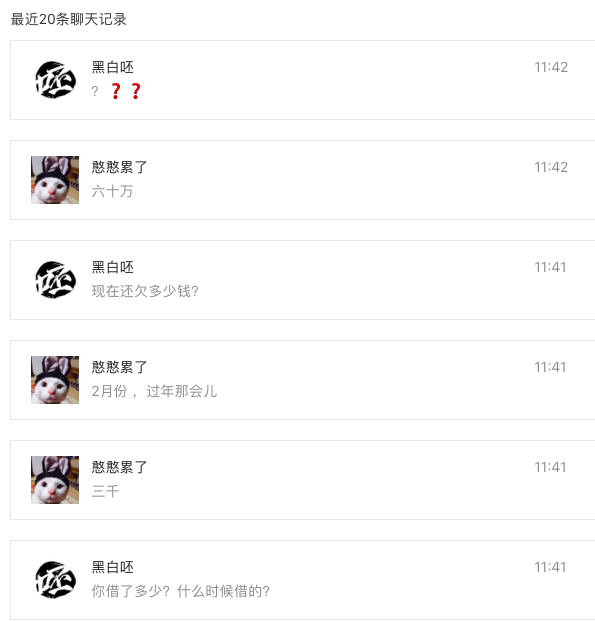 最近20条聊天记录
黑白呸
11:42
？ ❓❓
憨憨累了
11:42
六十万
黑白呸
11:41
现在还欠多少钱?
憨憨累了
11:41
2月份 ，过年那会儿
憨憨累了
11:41
三千
黑白呸
11:41
你借了多少？什么时候借的?